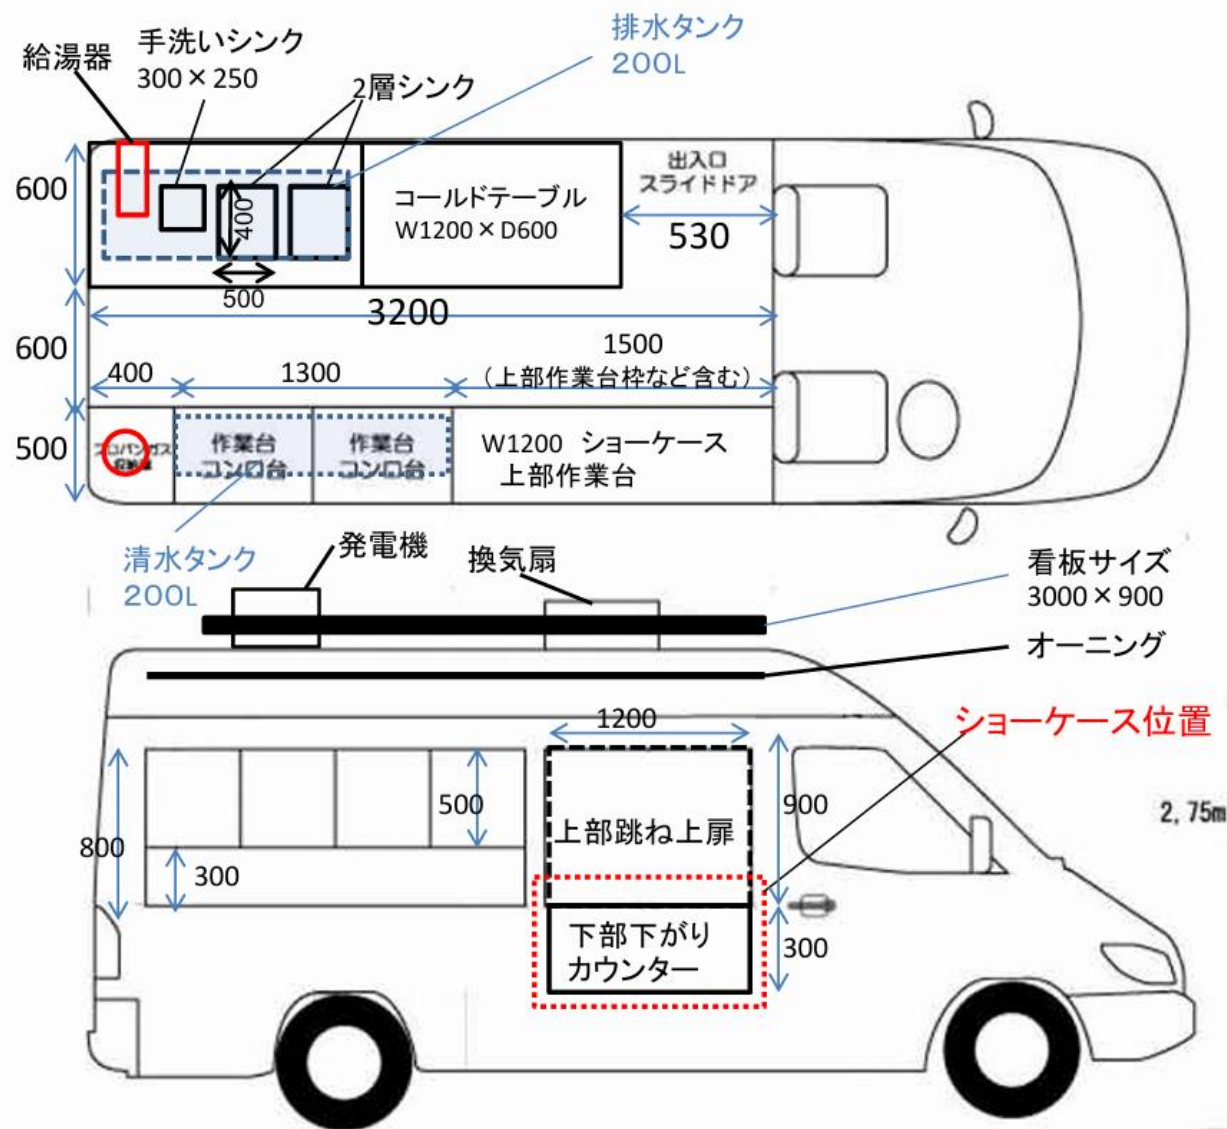 給湯器
手洗いシンク
300×250
2層シンク
排水タンク
200L
600
400
500
コールドテーブル
W1200×D600
出入口
スライドドア
530
3200
600
400
1300
1500
（上部作業台枠など含む）
500
プロパンガス
作業台
コンロ台
作業台
コンロ台
W1200 ショーケース
上部作業台
清水タンク
200L
発電機
換気扇
看板サイズ
3000×900
オーニング
ショーケース位置
1200
500
800
300
上部跳ね上扉
900
2,75m
下部下がり
カウンター
300